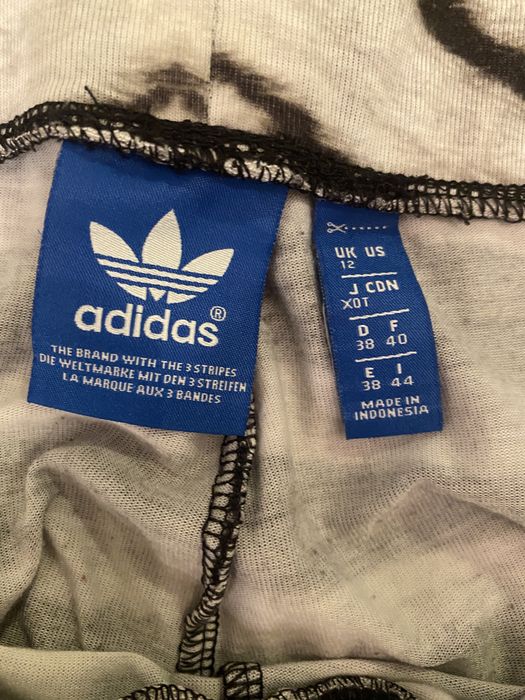 adidas®
THE BRAND WITH THE 3 STRIPES
DIE WELTMARKE MIT DEN 3 STREIFEN
LA MARQUE AUX 3 BANDES
UK US
12
J CDN
XOT
D F
38 40
E I
38 44
MADE IN
INDONESIA